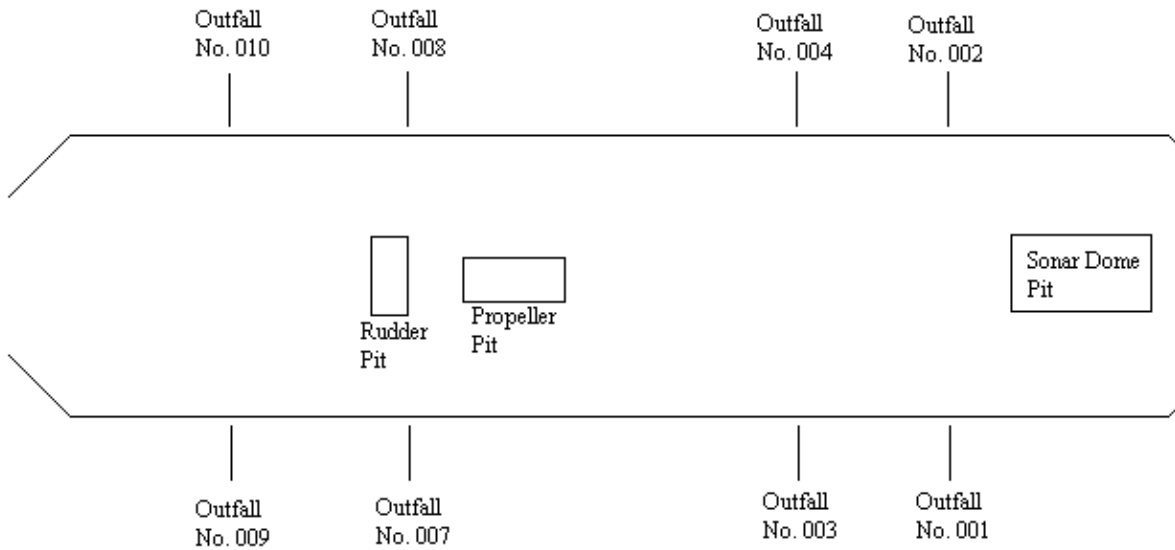 Outfall
No. 010
Outfall
No. 008
Outfall
No. 004
Outfall
No. 002
Rudder
Pit
Propeller
Pit
Sonar Dome
Pit
Outfall
No. 009
Outfall
No. 007
Outfall
No. 003
Outfall
No. 001